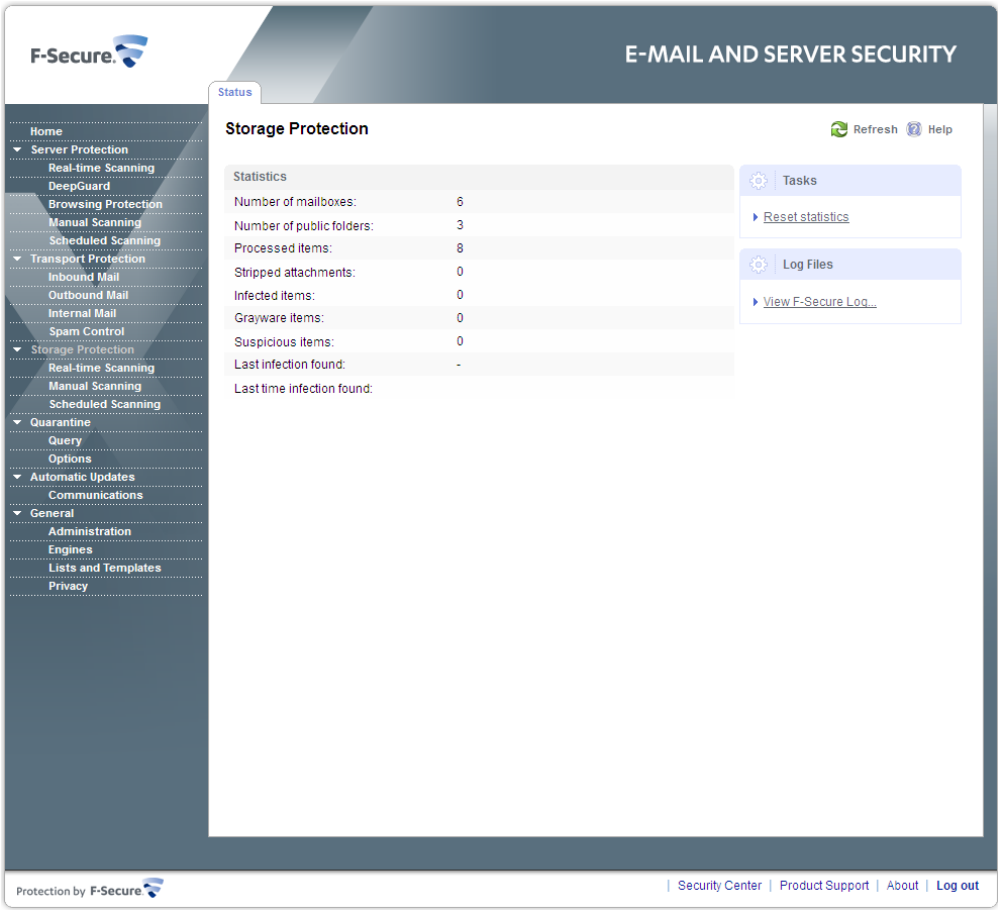 F-Secure.
E-MAIL AND SERVER SECURITY
Status
Home
Server Protection
Real-time Scanning
DeepGuard
Browsing Protection
Manual Scanning
Scheduled Scanning
Transport Protection
Inbound Mail
Outbound Mail
Internal Mail
Spam Control
Storage Protection
Real-time Scanning
Manual Scanning
Scheduled Scanning
Quarantine
Query
Options
Automatic Updates
Communications
General
Administration
Engines
Lists and Templates
Privacy
Storage Protection
Refresh Help
Statistics
Number of mailboxes: 6
Number of public folders: 3
Processed items: 8
Stripped attachments: 0
Infected items: 0
Grayware items: 0
Suspicious items: 0
Last infection found: -
Last time infection found:
Tasks
Reset statistics
Log Files
View F-Secure Log...
Protection by F-Secure.
| Security Center | Product Support | About | Log out